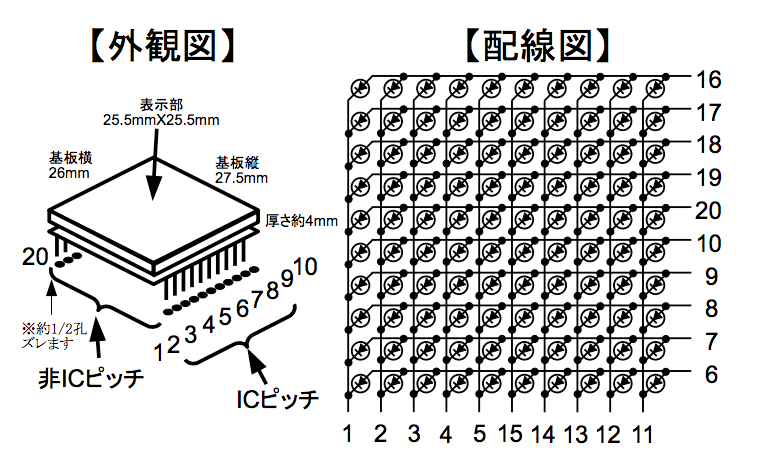 【外観図】
表示部
25.5mmX25.5mm
基板横
26mm
基板縦
27.5mm
厚さ約4mm
20
※約1/2孔
ズレます
非ICピッチ
1 2 3 4 5 6 7 8 9 10
ICピッチ
【配線図】
16
17
18
19
20
10
9
8
7
6
1 2 3 4 5 15 14 13 12 11